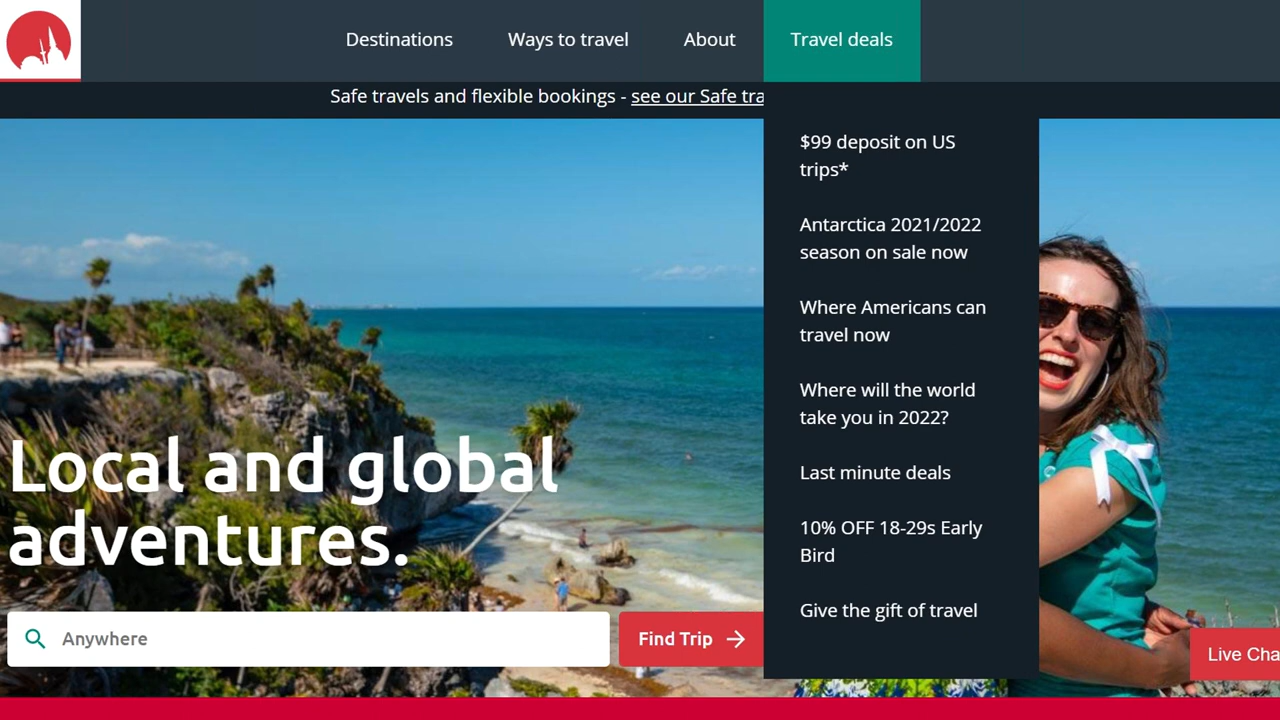 Destinations
Ways to travel
About
Travel deals
Safe travels and flexible bookings - see our Safe tra
$99 deposit on US
trips*
Antarctica 2021/2022
season on sale now
Where Americans can
travel now
Where will the world
take you in 2022?
Last minute deals
10% OFF 18-29s Early
Bird
Give the gift of travel
Local and global
adventures.
Anywhere
Find Trip
Live Cha